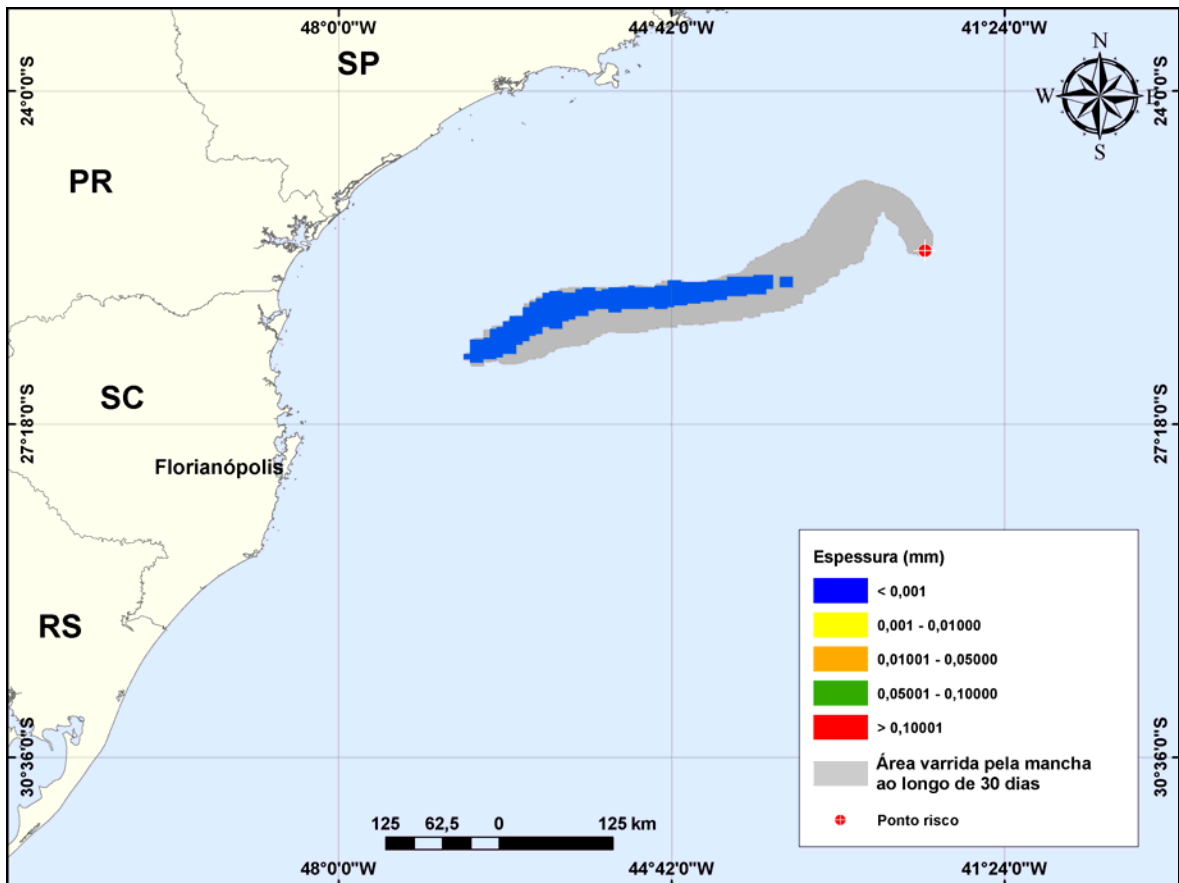 48°0'0"W 44°42'0"W 41°24'0"W
SP
N
24°0'0"S W E 24°0'0"S
S
PR
SC
27°18'0"S 27°18'0"S
Florianópolis
Espessura (mm)
< 0,001
0,001 - 0,01000
RS
0,01001 - 0,05000
0,05001 - 0,10000
> 0,10001
30°36'0"S 30°36'0"S
Área varrida pela mancha
ao longo de 30 dias
Ponto risco
125 62,5 0 125 km
48°0'0"W 44°42'0"W 41°24'0"W